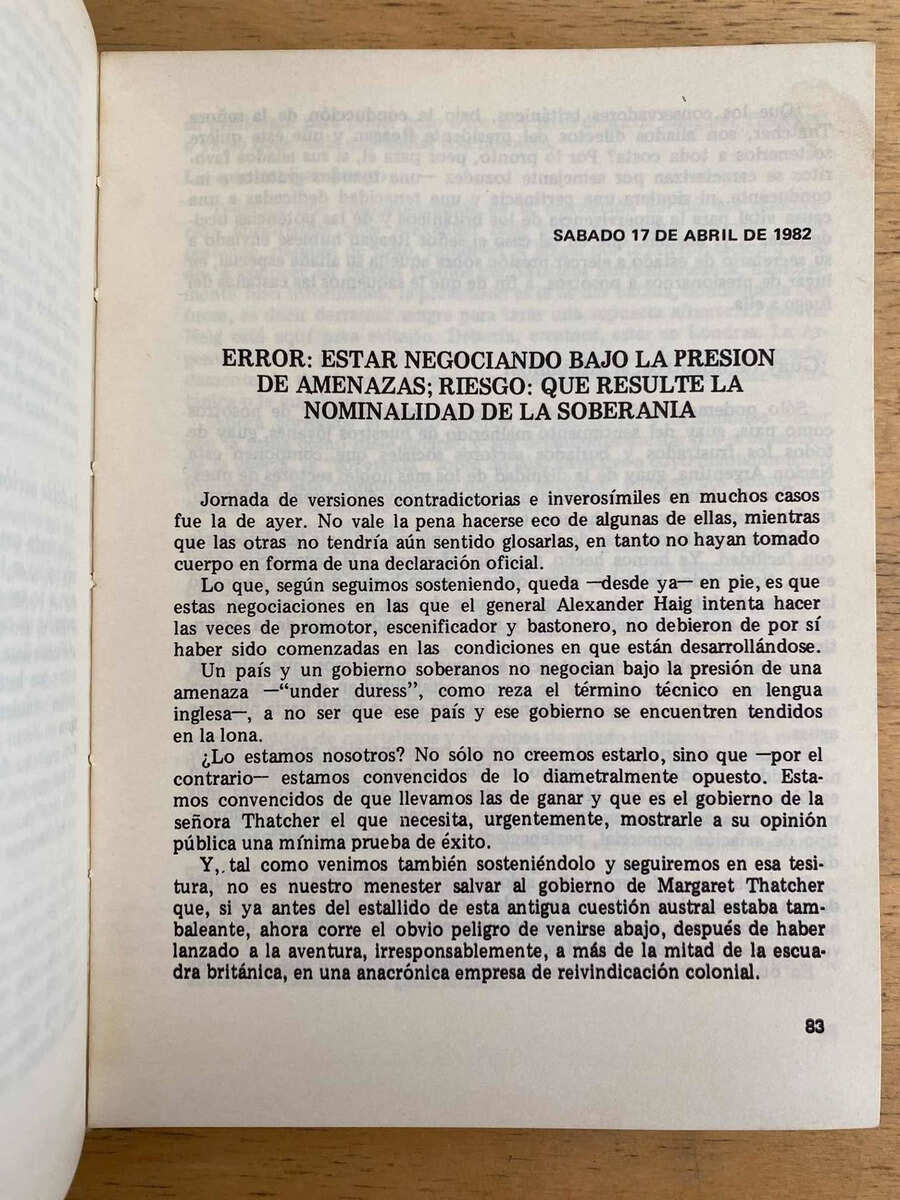 SABADO 17 DE ABRIL DE 1982
ERROR: ESTAR NEGOCIANDO BAJO LA PRESION
DE AMENAZAS; RIESGO: QUE RESULTE LA
NOMINALIDAD DE LA SOBERANIA
Jornada de versiones contradictorias e inverosímiles en muchos casos
fue la de ayer. No vale la pena hacerse eco de algunas de ellas, mientras
que las otras no tendría aún sentido glosarlas, en tanto no hayan tomado
cuerpo en forma de una declaración oficial.
Lo que, según seguimos sosteniendo, queda —desde ya— en pie, es que
estas negociaciones en las que el general Alexander Haig intenta hacer
las veces de promotor, escenificador y bastonero, no debieron de por sí
haber sido comenzadas en las condiciones en que están desarrollándose.
Un país y un gobierno soberanos no negocian bajo la presión de una
amenaza —“under duress”, como reza el término técnico en lengua
inglesa—, a no ser que ese país y ese gobierno se encuentren tendidos
en la lona.
¿Lo estamos nosotros? No sólo no creemos estarlo, sino que —por el
contrario— estamos convencidos de lo diametralmente opuesto. Esta-
mos convencidos de que llevamos las de ganar y que es el gobierno de la
señora Thatcher el que necesita, urgentemente, mostrarle a su opinión
pública una mínima prueba de éxito.
Y,. tal como venimos también sosteniéndolo y seguiremos en esa tesi-
tura, no es nuestro menester salvar al gobierno de Margaret Thatcher
que, si ya antes del estallido de esta antigua cuestión austral estaba tam-
baleante, ahora corre el obvio peligro de venirse abajo, después de haber
lanzado a la aventura, irresponsablemente, a más de la mitad de la escua-
dra británica, en una anacrónica empresa de reivindicación colonial.
83